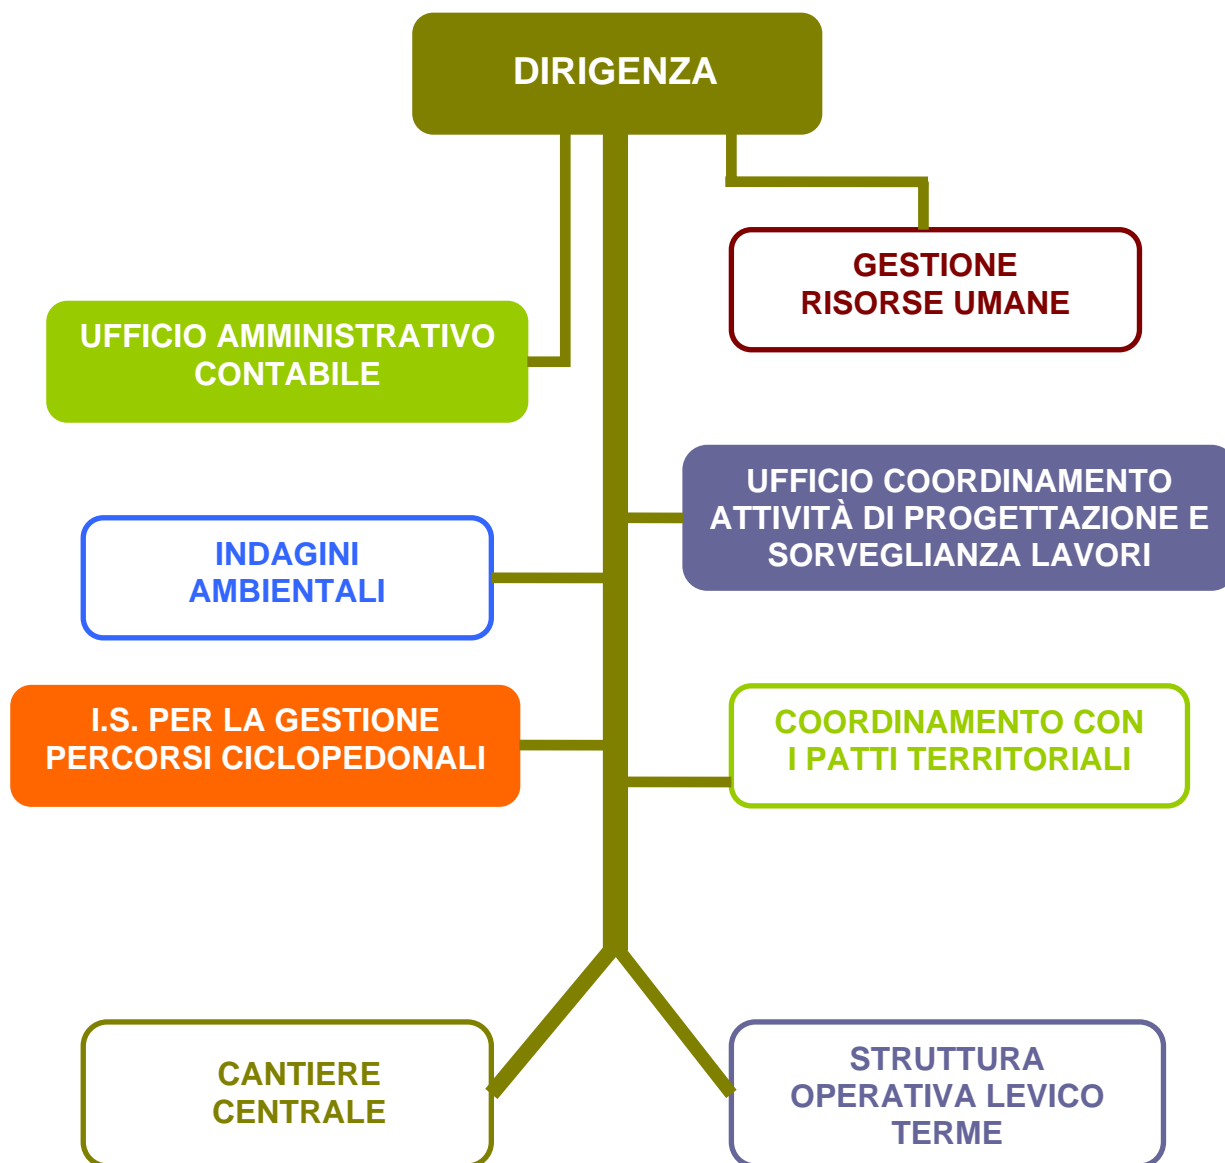 DIRIGENZA
GESTIONE
RISORSE UMANE
UFFICIO AMMINISTRATIVO
CONTABILE
UFFICIO COORDINAMENTO
ATTIVITÀ DI PROGETTAZIONE E
SORVEGLIANZA LAVORI
INDAGINI
AMBIENTALI
I.S. PER LA GESTIONE
PERCORSI CICLOPEDONALI
COORDINAMENTO CON
I PATTI TERRITORIALI
CANTIERE
CENTRALE
STRUTTURA
OPERATIVA LEVICO
TERME